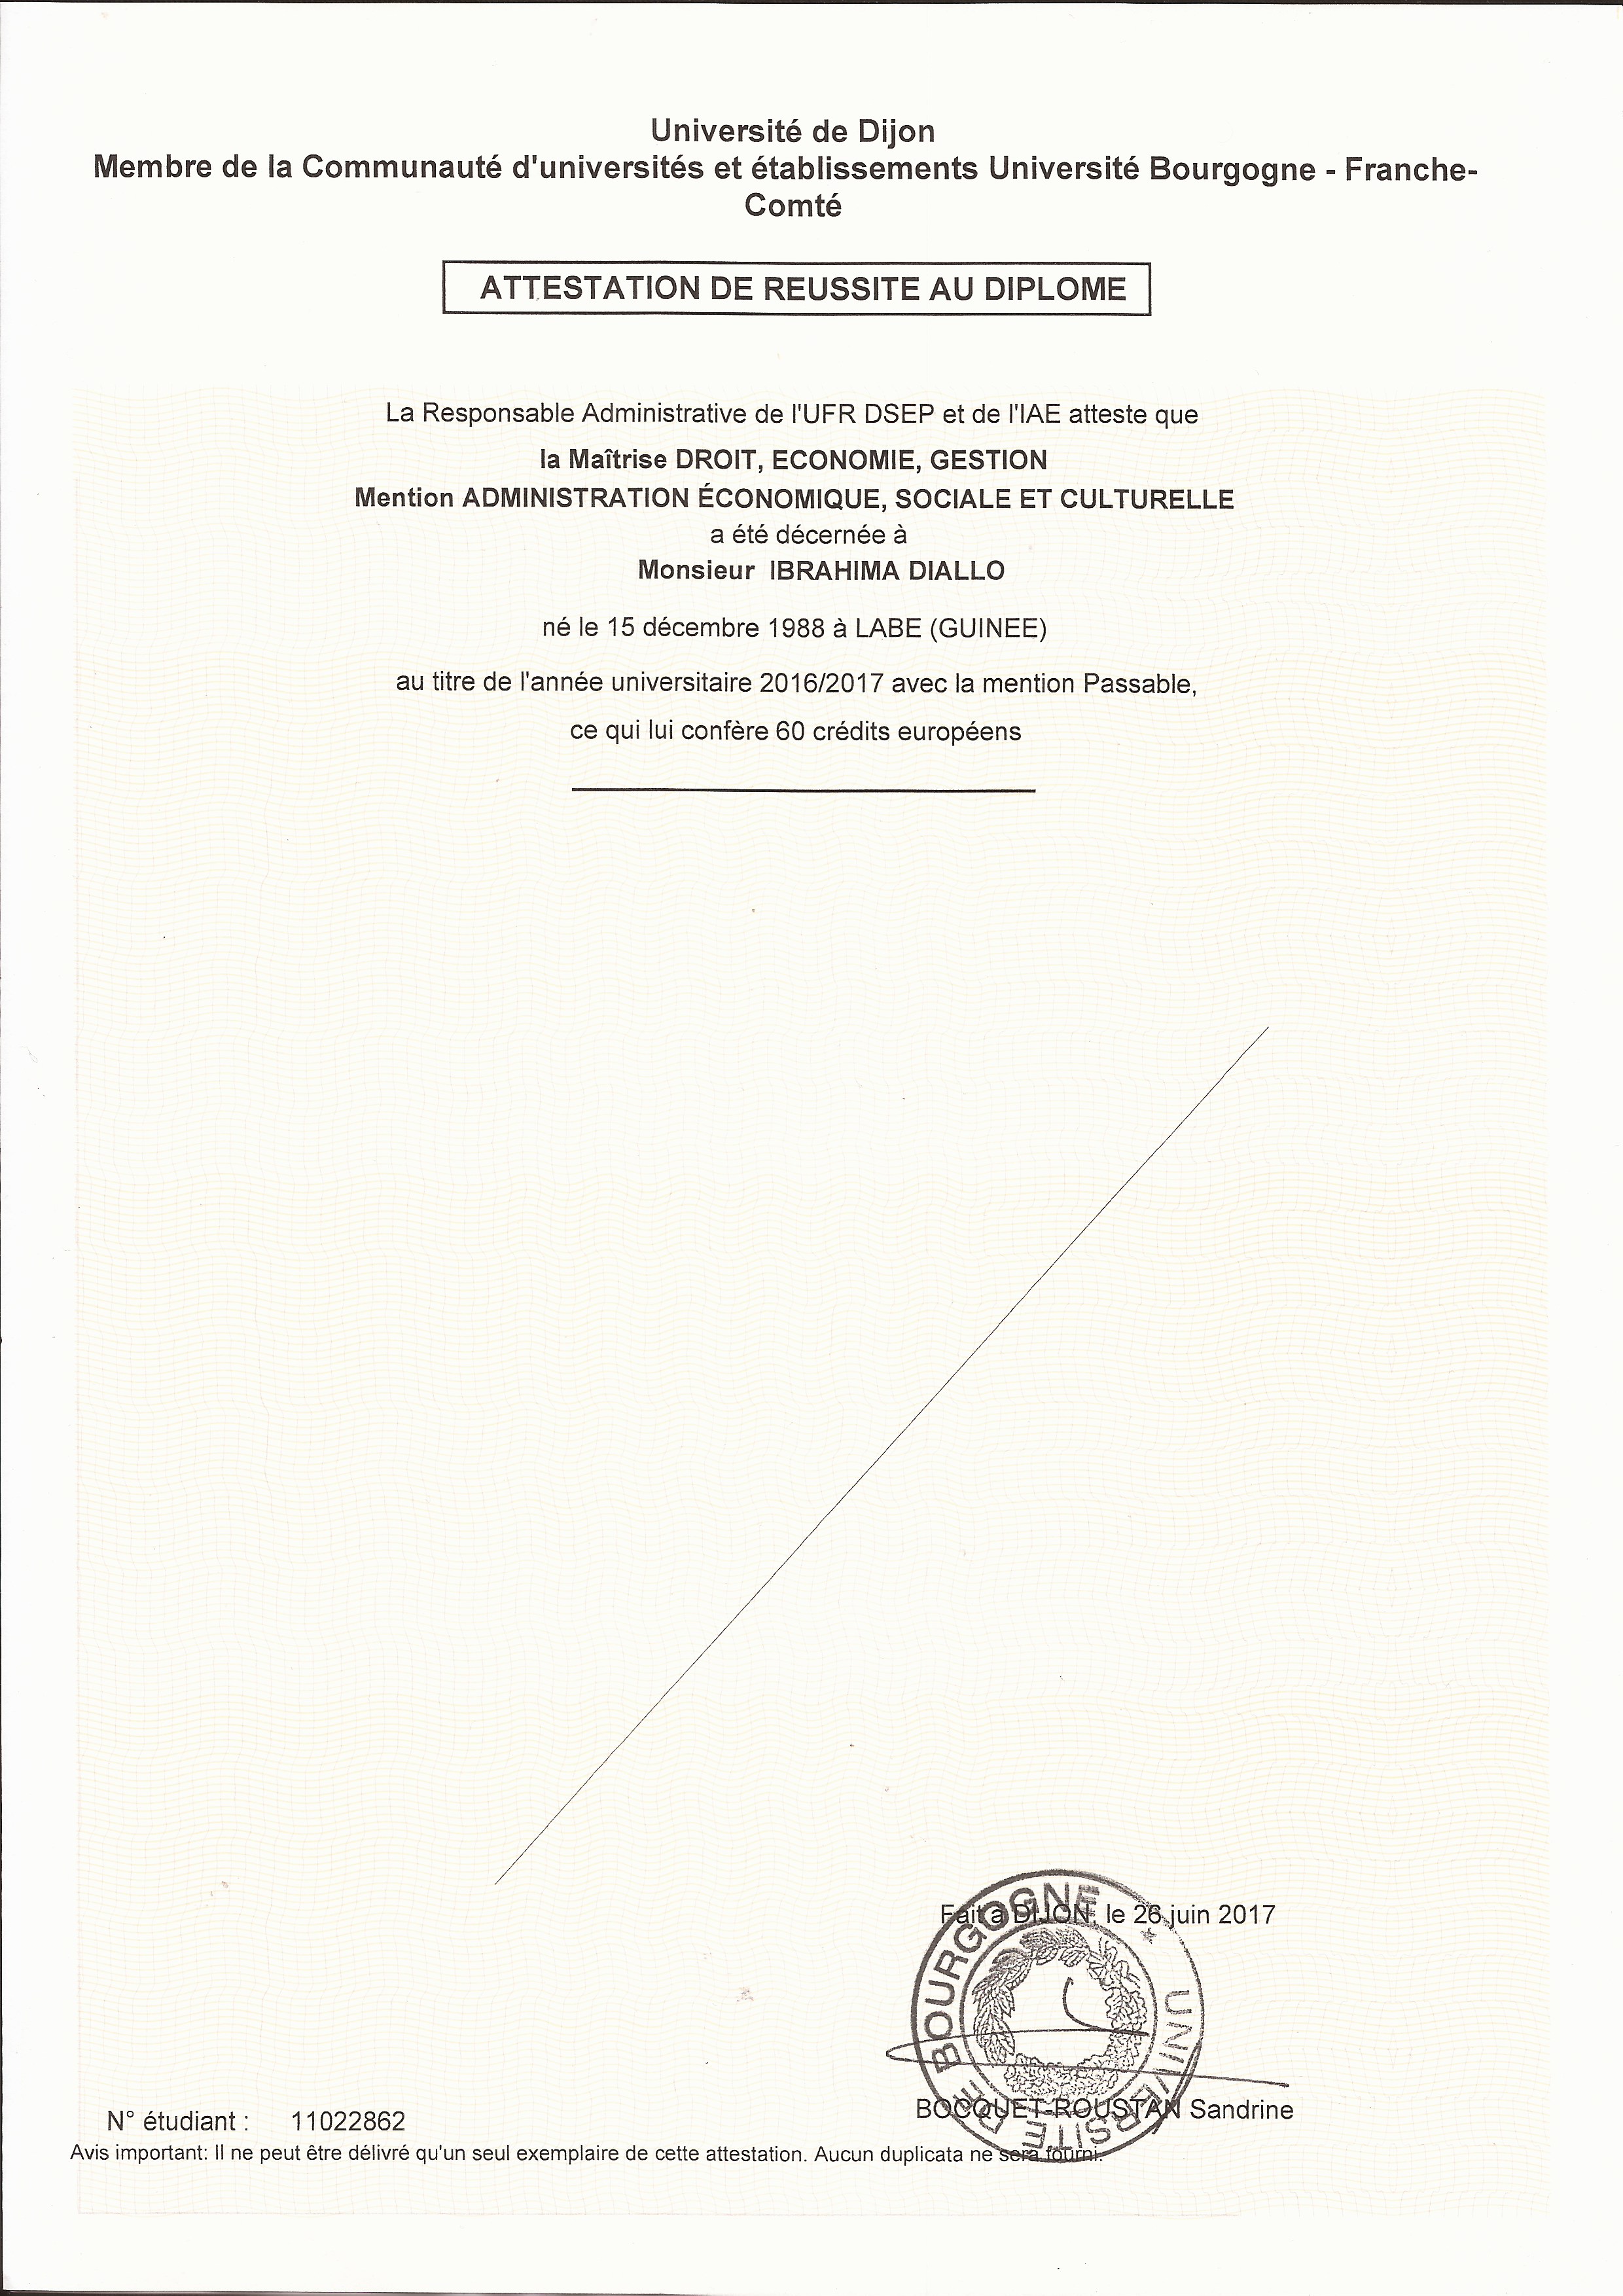 Université de Dijon
Membre de la Communauté d'universités et établissements Université Bourgogne - Franche-
Comté
ATTESTATION DE REUSSITE AU DIPLOME
La Responsable Administrative de l'UFR DSEP et de l'IAE atteste que
la Maîtrise DROIT, ECONOMIE, GESTION
Mention ADMINISTRATION ÉCONOMIQUE, SOCIALE ET CULTURELLE
a été décernée à
Monsieur IBRAHIMA DIALLO
né le 15 décembre 1988 à LABE (GUINEE)
au titre de l'année universitaire 2016/2017 avec la mention Passable,
ce qui lui confère 60 crédits européens
Fait à DIJON, le 26 juin 2017
UNIVERSITE DE BOURGOGNE
BOCQUET-ROUSTAN Sandrine
N° étudiant : 11022862
Avis important: Il ne peut être délivré qu'un seul exemplaire de cette attestation. Aucun duplicata ne sera fourni.